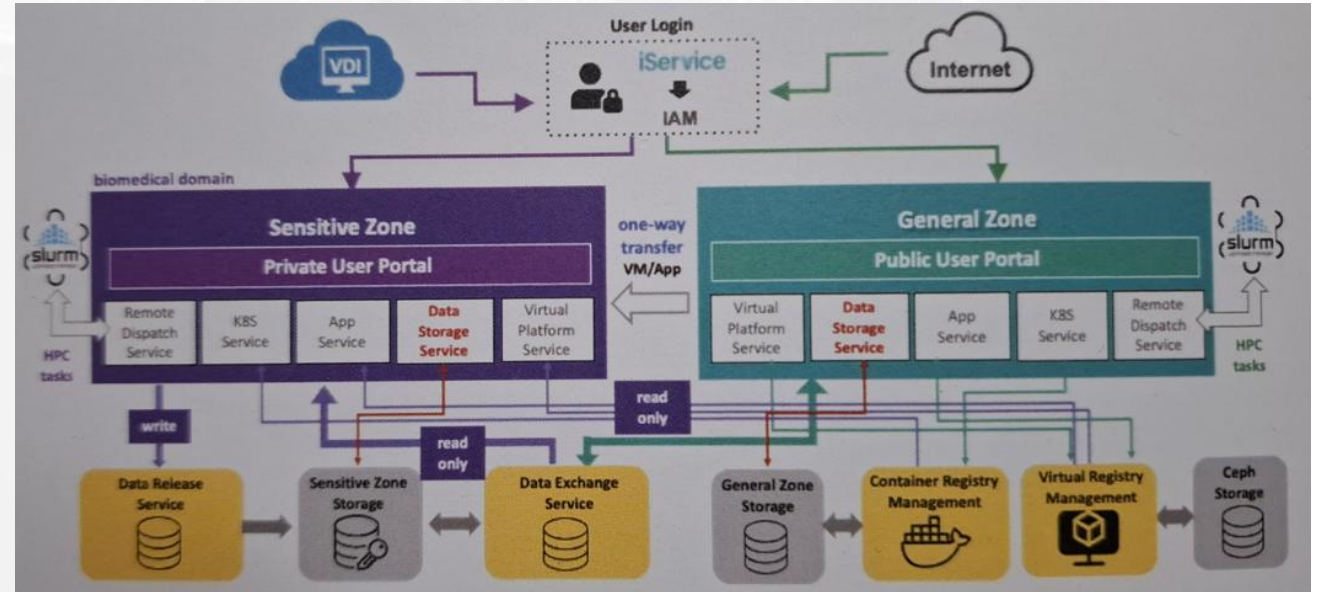 User Login
VDI
iService
IAM
Internet
biomedical domain
Sensitive Zone
Private User Portal
one-way
transfer
VM/App
General Zone
Public User Portal
slurm
slurm
Remote
Dispatch
Service
K8S
Service
App
Service
Data
Storage
Service
Virtual
Platform
Service
Virtual
Platform
Service
Data
Storage
Service
App
Service
K8S
Service
Remote
Dispatch
Service
HPC
tasks
HPC
tasks
write
read
only
read
only
Data Release
Service
Sensitive Zone
Storage
Data Exchange
Service
General Zone
Storage
Container Registry
Management
Virtual Registry
Management
Ceph
Storage